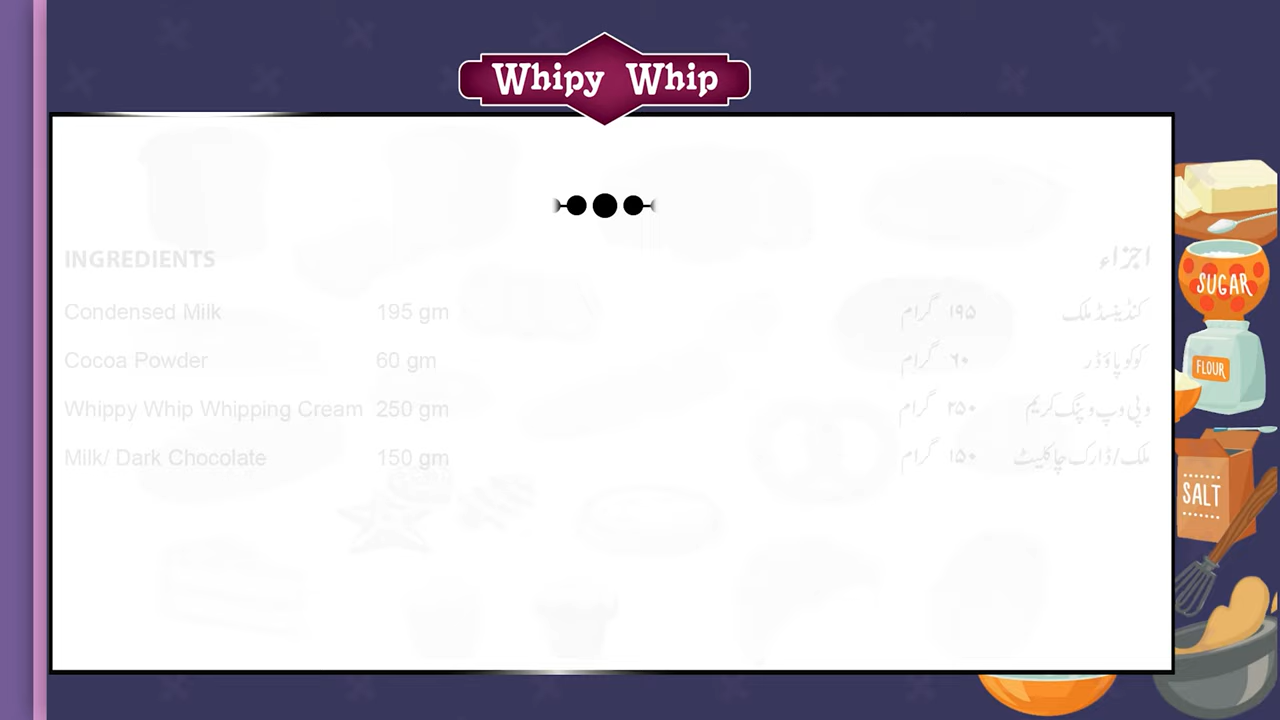 Whipy Whip
INGREDIENTS اجزاء
Condensed Milk 195 gm ۱۹۵ گرام کنڈینسڈ ملک
Cocoa Powder 60 gm ۶۰ گرام کوکو پاؤڈر
Whippy Whip Whipping Cream 250 gm ۲۵۰ گرام وپی وپ وپنگ کریم
Milk/ Dark Chocolate 150 gm ۱۵۰ گرام ملک/ڈارک چاکلیٹ
SUGAR
FLOUR
SALT